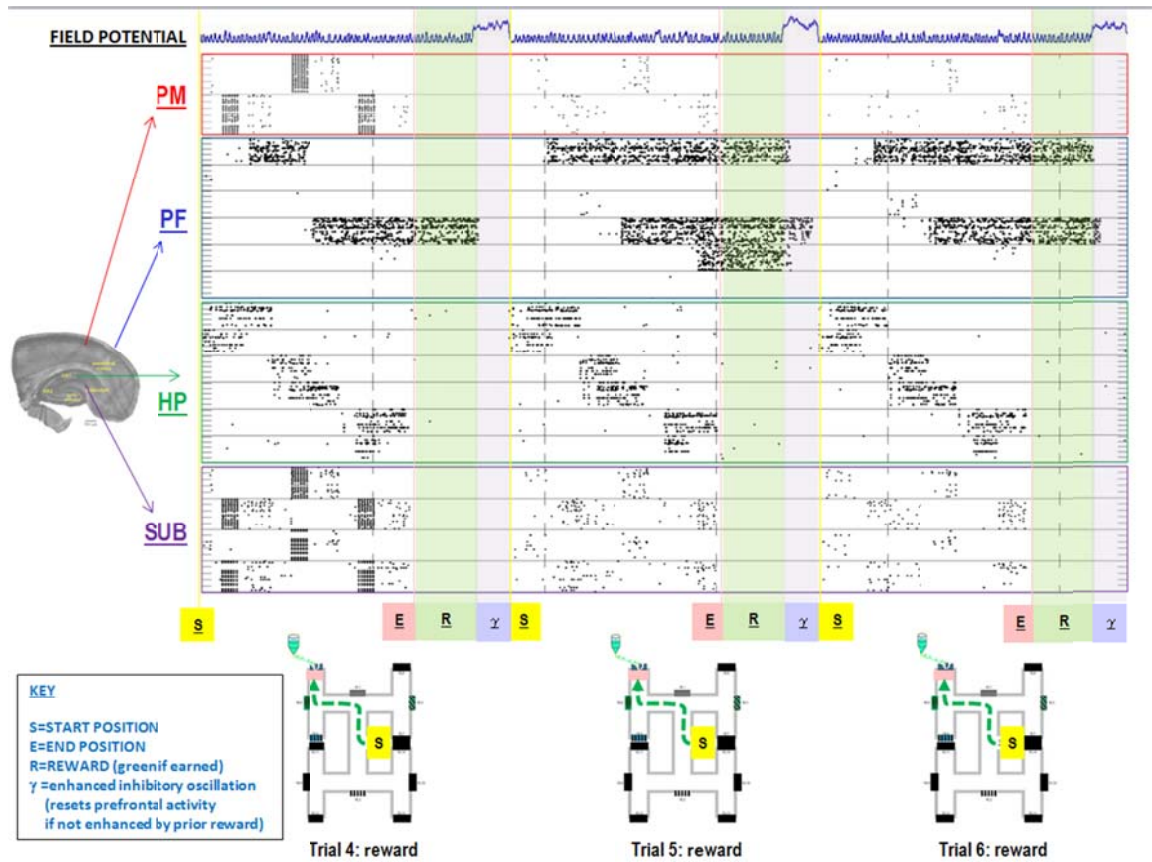 FIELD POTENTIAL
PM
PF
HP
SUB
S
E
R
γ
S
E
R
γ
S
E
R
γ
S
S
S
KEY
S=START POSITION
E=END POSITION
R=REWARD (greenif earned)
γ =enhanced inhibitory oscillation
(resets prefrontal activity
if not enhanced by prior reward)
Trial 4: reward
Trial 5: reward
Trial 6: reward